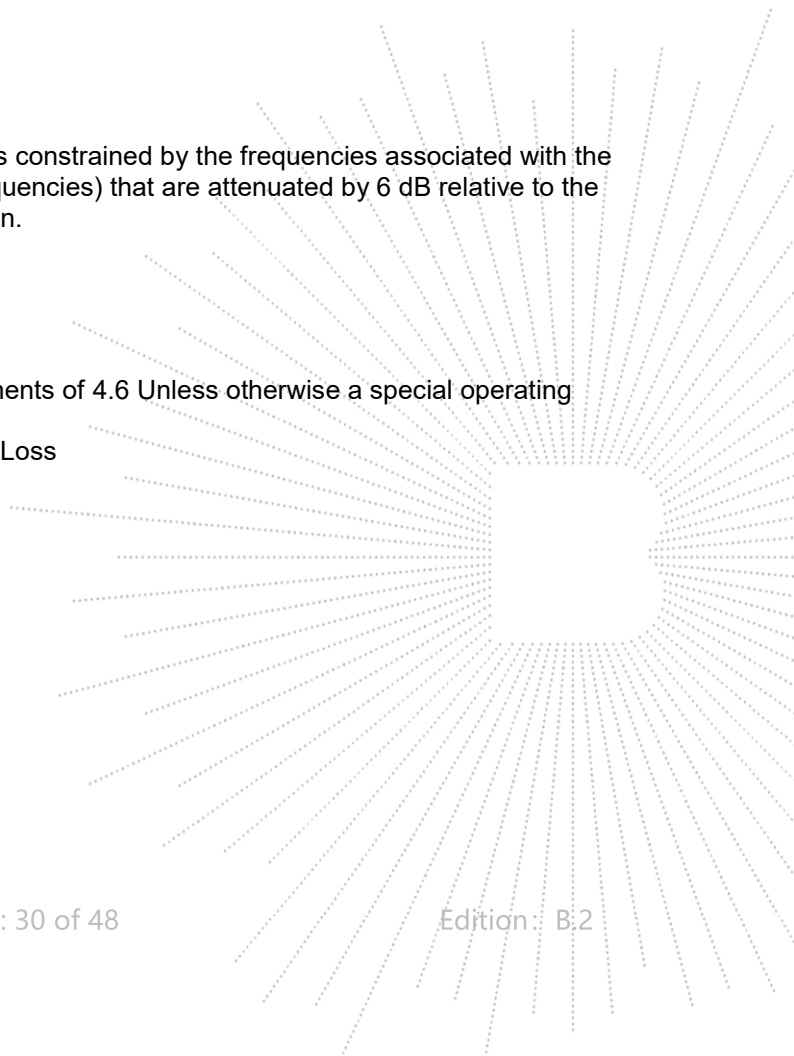 s constrained by the frequencies associated with the
quencies) that are attenuated by 6 dB relative to the
n.
ments of 4.6 Unless otherwise a special operating
Loss
: 30 of 48 Edition: B.2